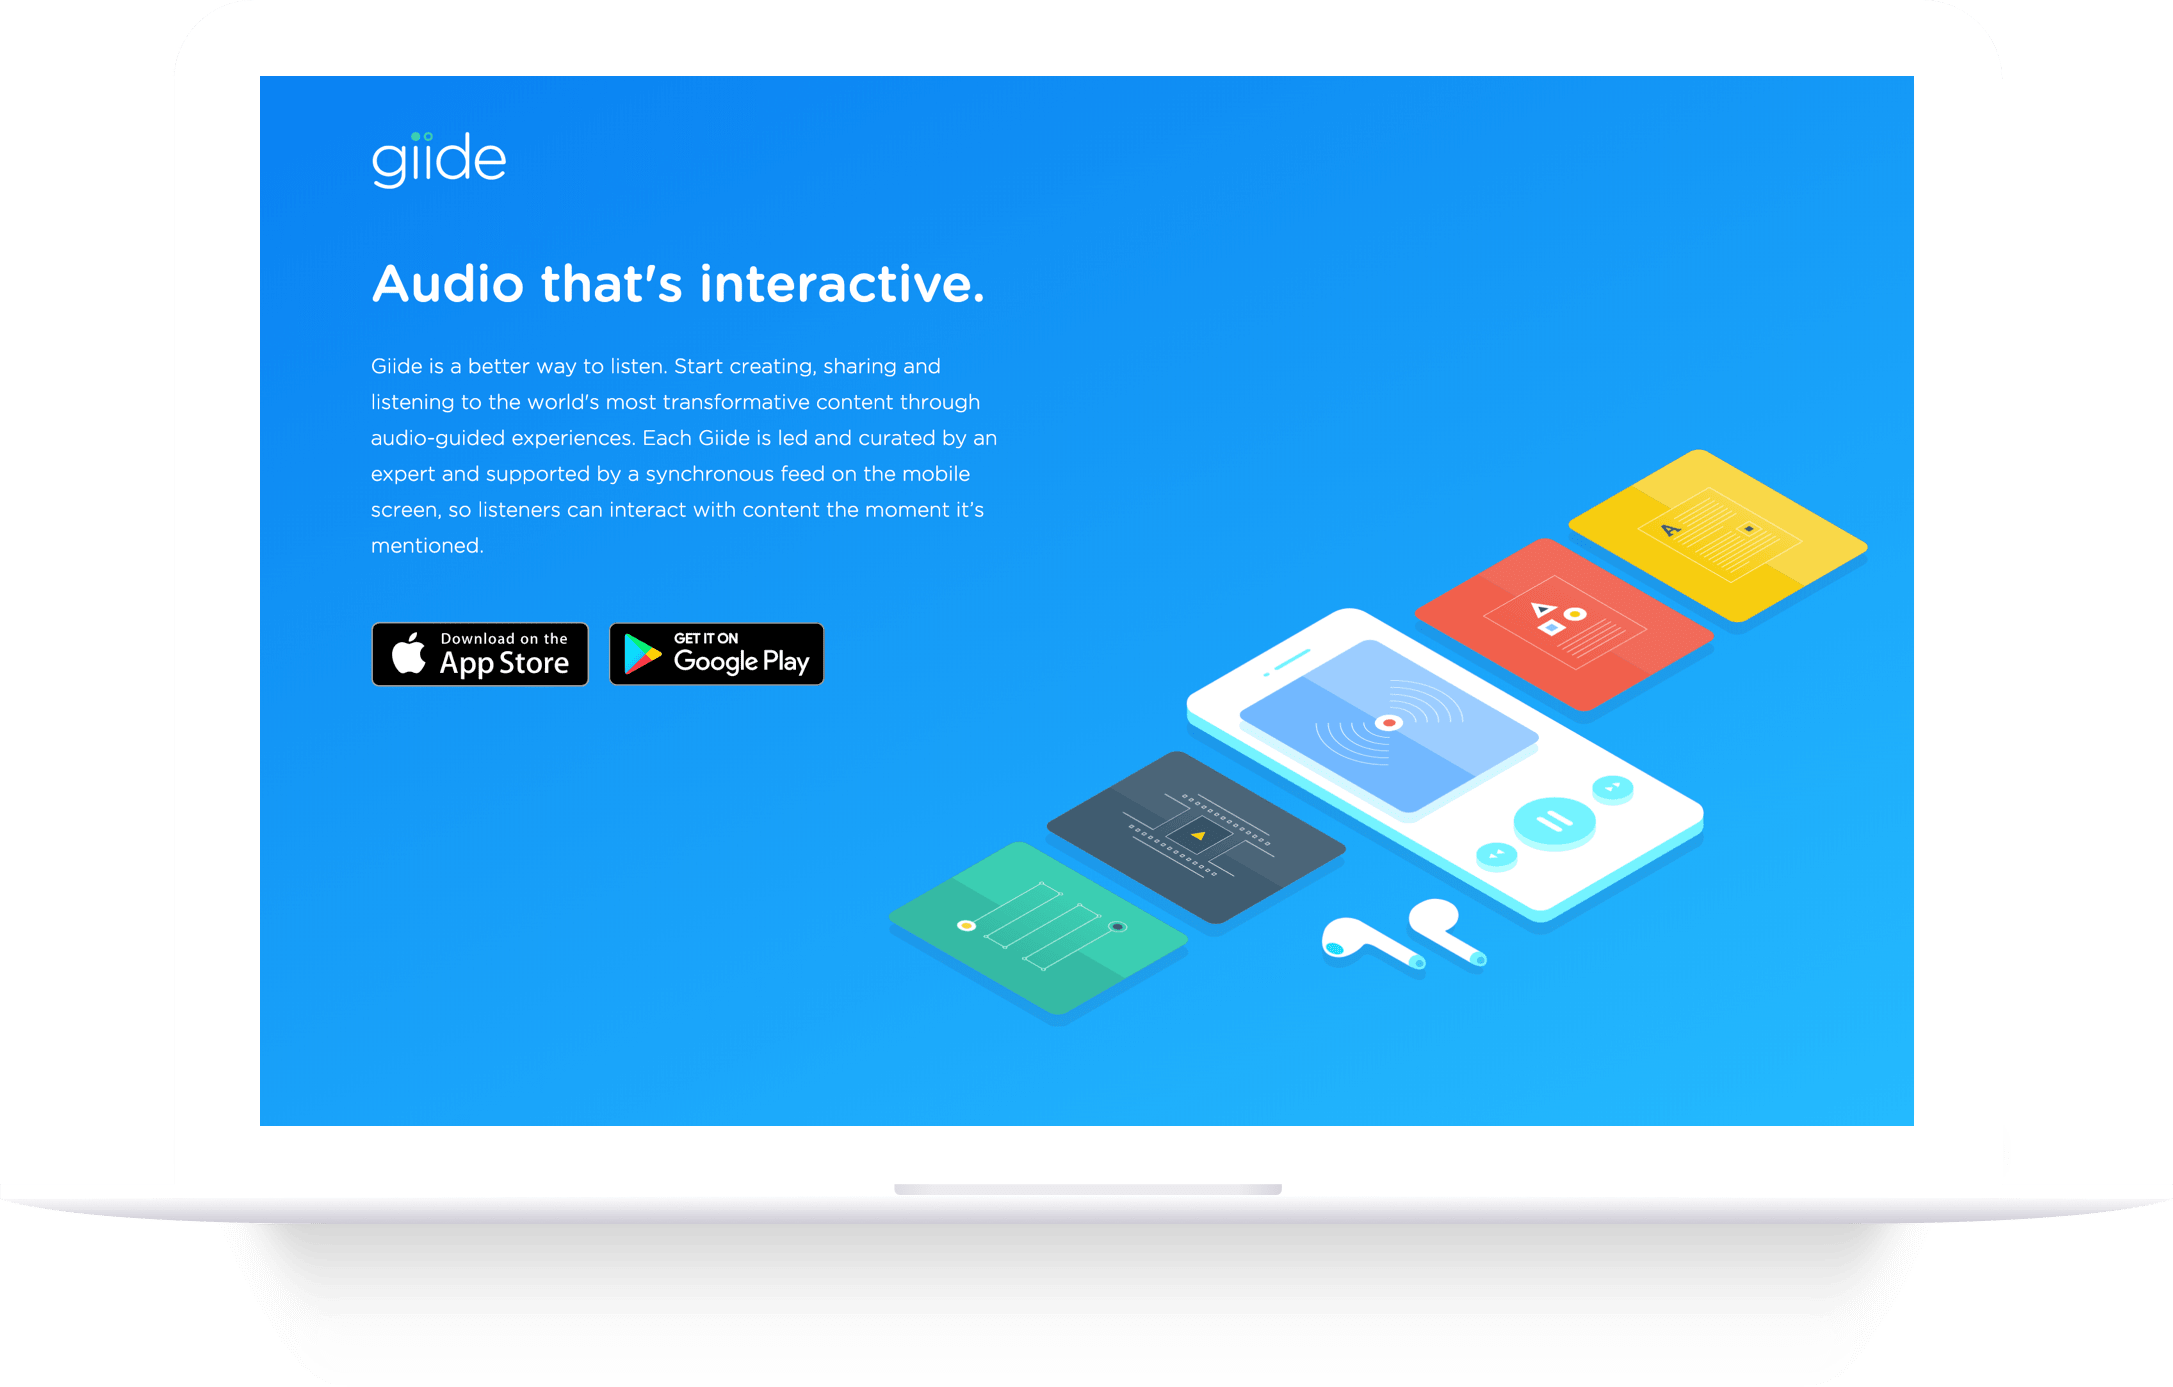 giide
Audio that's interactive.
Giide is a better way to listen. Start creating, sharing and
listening to the world's most transformative content through
audio-guided experiences. Each Giide is led and curated by an
expert and supported by a synchronous feed on the mobile
screen, so listeners can interact with content the moment it’s
mentioned.
Download on the
App Store
GET IT ON
Google Play
A